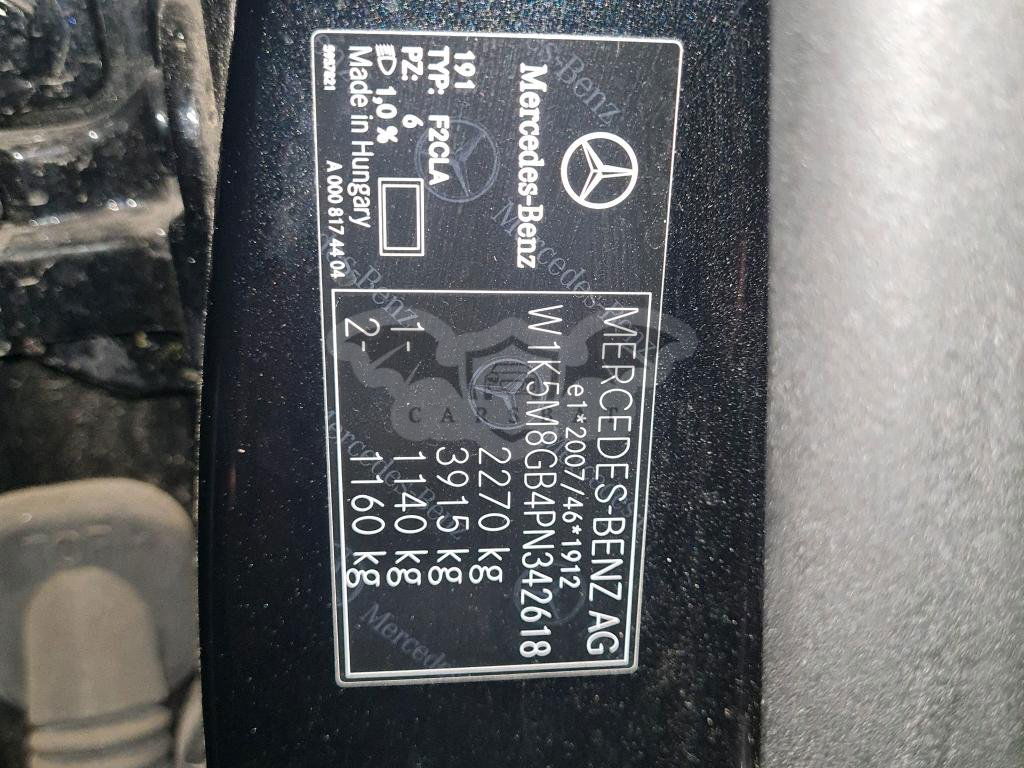 Mercedes-Benz
191
TYP: F2CLA
PZ: 6
1,0 %
Made in Hungary
A 000 817 44 04
MERCEDES-BENZ AG
e1*2007/46*1912
W1K5M8GB4PN342618
2270 kg
3915 kg
1- 1140 kg
2- 1160 kg